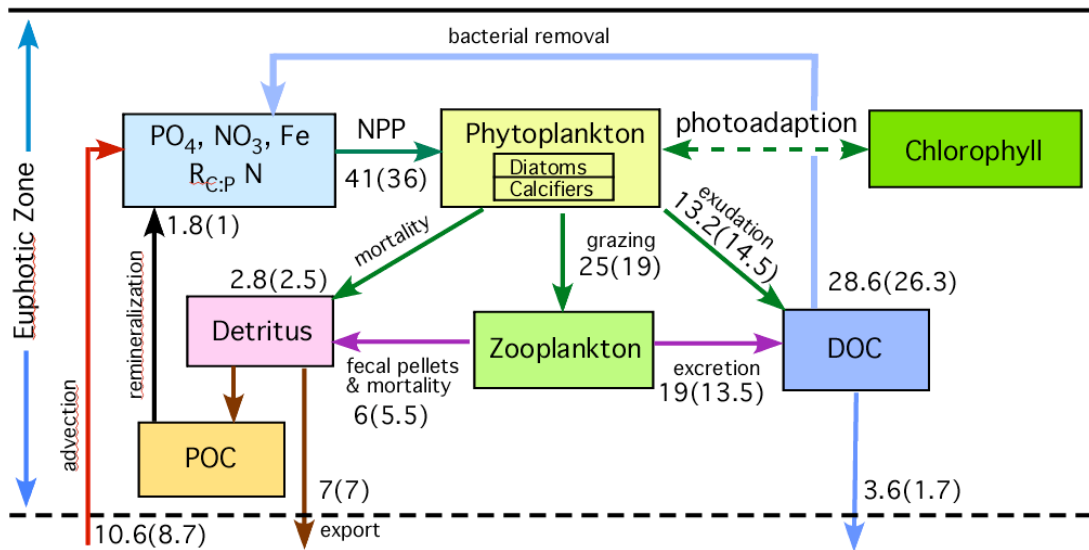 bacterial removal
Euphotic Zone
PO4, NO3, Fe
RC:P N
NPP
41(36)
Phytoplankton
Diatoms
Calcifiers
photoadaption
Chlorophyll
1.8(1)
mortality
grazing
25(19)
exudation
13.2(14.5)
2.8(2.5)
28.6(26.3)
remineralization
Detritus
Zooplankton
DOC
fecal pellets
& mortality
6(5.5)
excretion
19(13.5)
advection
POC
7(7)
3.6(1.7)
10.6(8.7)
export